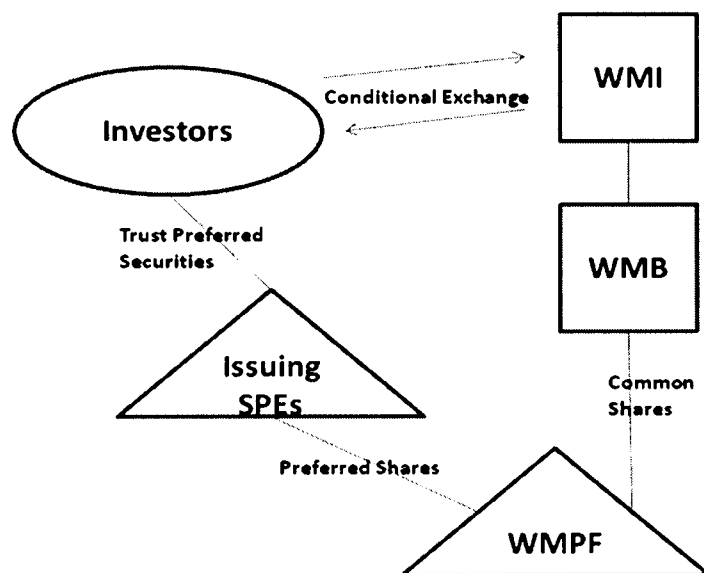 WMI
Conditional Exchange
Investors
Trust Preferred
Securities
WMB
Issuing
SPEs
Common
Shares
Preferred Shares
WMPF